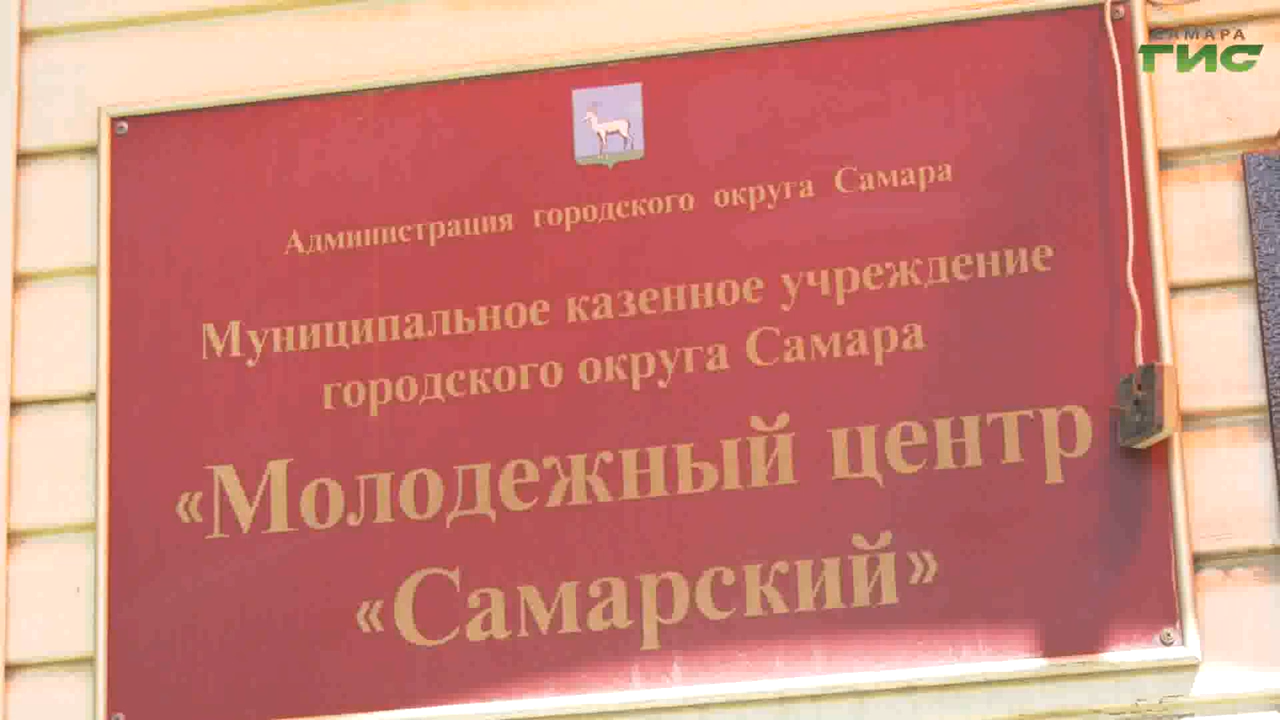 САМАРА
ГИС
Администрация городского округа Самара
Муниципальное казенное учреждение
городского округа Самара
«Молодежный центр
«Самарский»